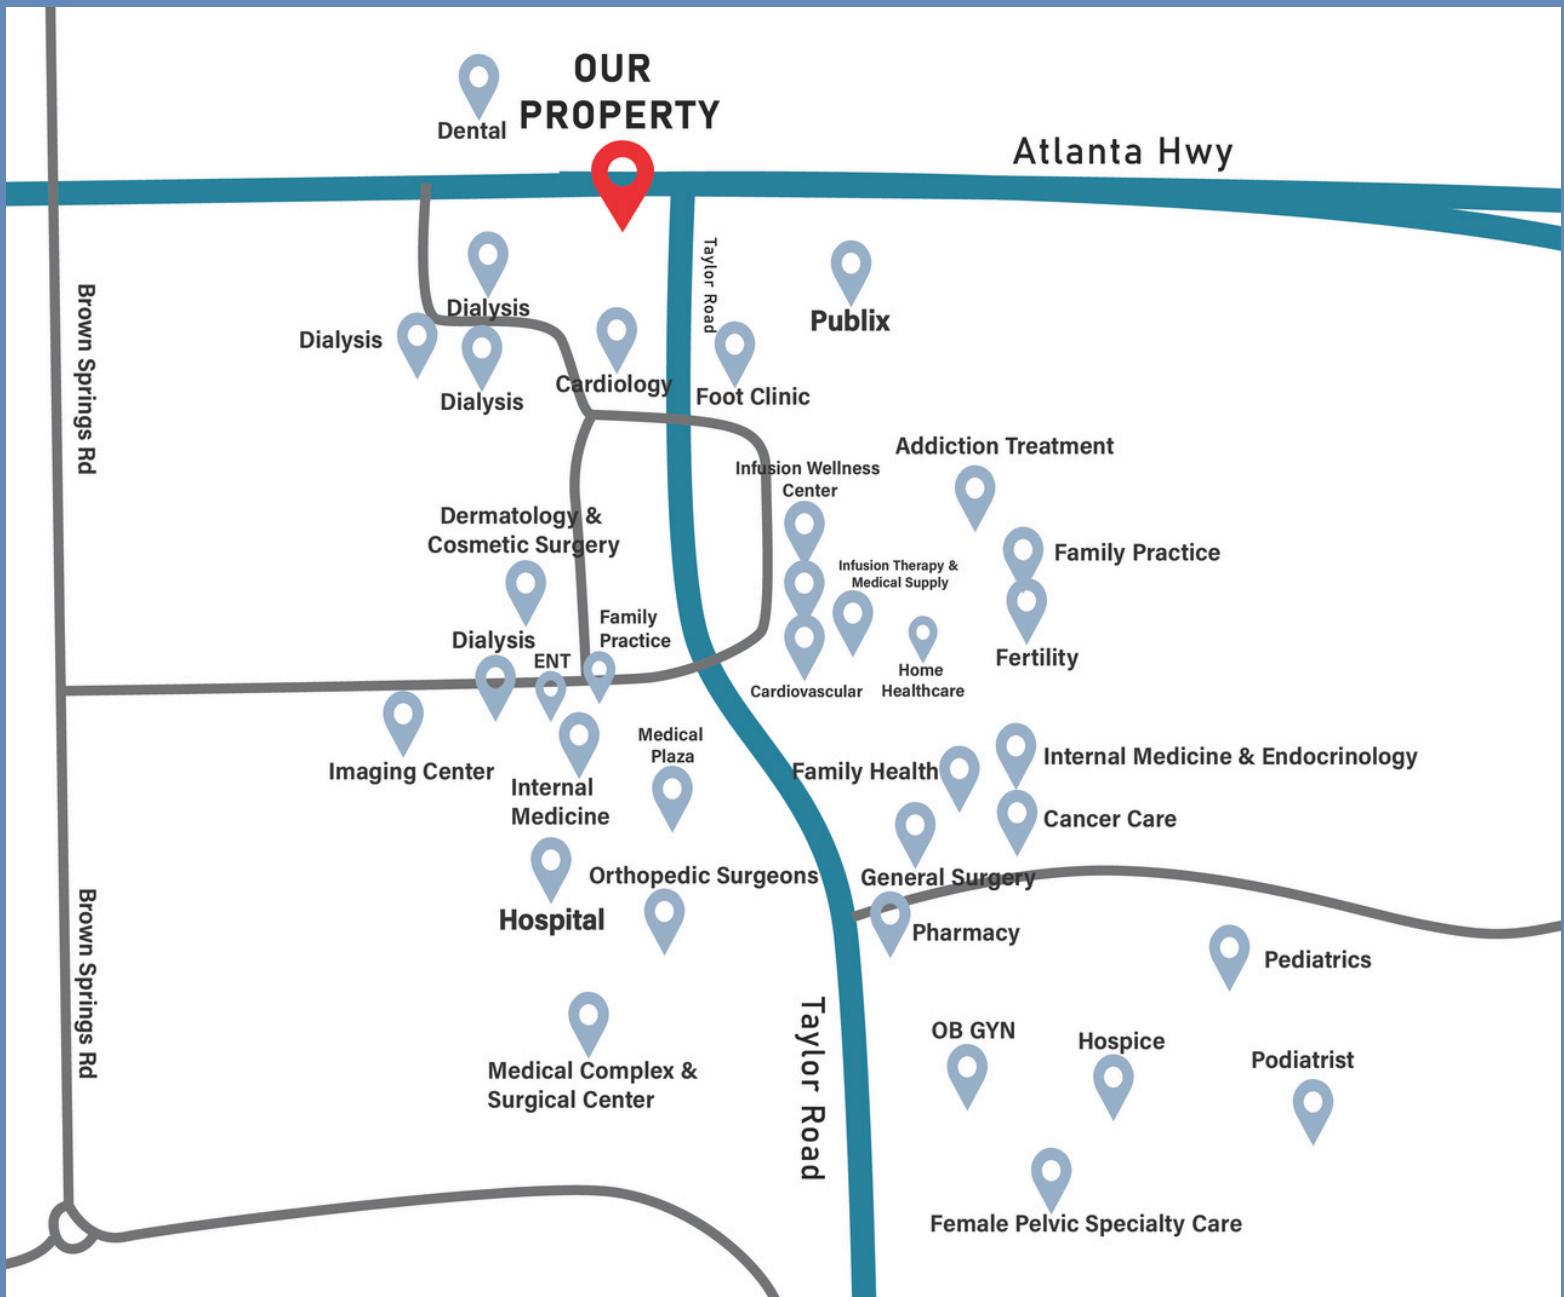 OUR
PROPERTY
Dental
Atlanta Hwy
Taylor Road
Brown Springs Rd
Dialysis
Publix
Dialysis
Cardiology
Foot Clinic
Dialysis
Addiction Treatment
Infusion Wellness
Center
Dermatology &
Cosmetic Surgery
Family Practice
Infusion Therapy &
Medical Supply
Family
Practice
Dialysis
ENT
Fertility
Home
Healthcare
Cardiovascular
Medical
Plaza
Internal Medicine & Endocrinology
Imaging Center
Family Health
Internal
Medicine
Cancer Care
Orthopedic Surgeons
General Surgery
Hospital
Pharmacy
Brown Springs Rd
Pediatrics
Taylor Road
OB GYN
Hospice
Podiatrist
Medical Complex &
Surgical Center
Female Pelvic Specialty Care